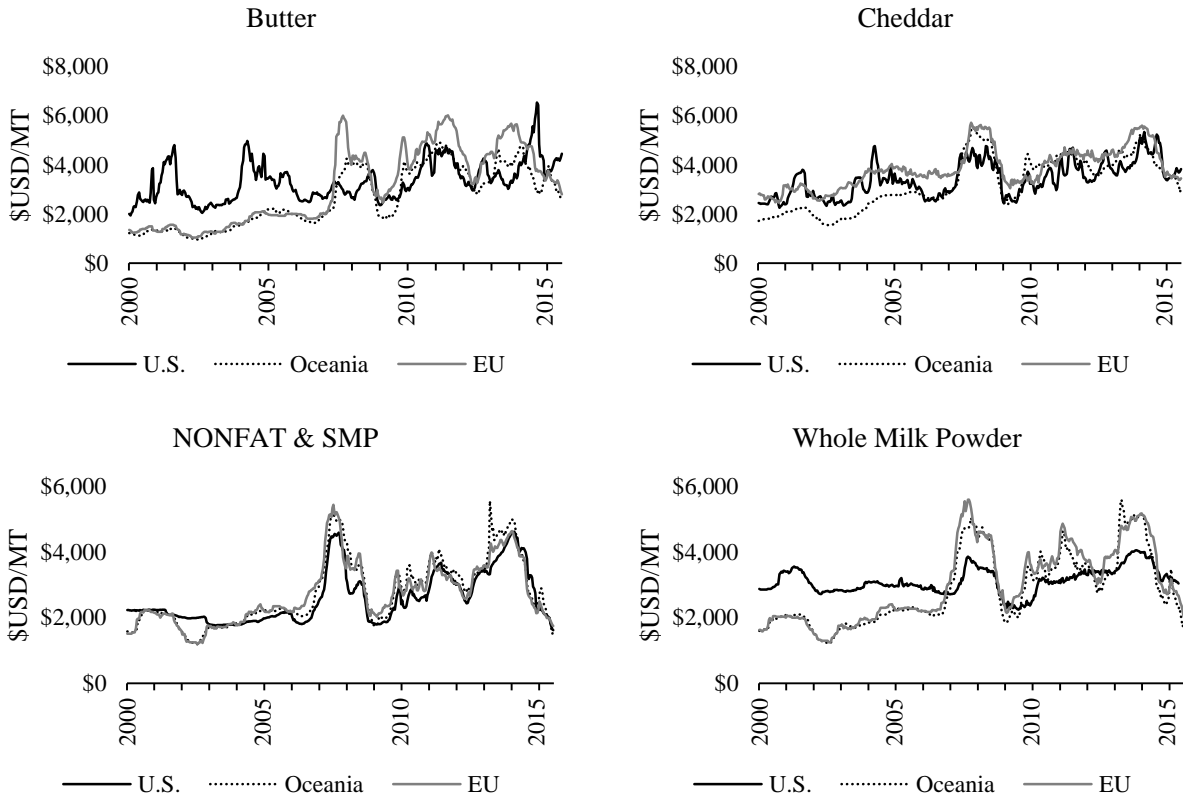 Butter
$8,000
$6,000
$4,000
$2,000
$0
$USD/MT
2000
2005
2010
2015
U.S. Oceania EU
Cheddar
$8,000
$6,000
$4,000
$2,000
$0
$USD/MT
2000
2005
2010
2015
U.S. Oceania EU
NONFAT & SMP
$6,000
$4,000
$2,000
$0
$USD/MT
2000
2005
2010
2015
U.S. Oceania EU
Whole Milk Powder
$6,000
$4,000
$2,000
$0
$USD/MT
2000
2005
2010
2015
U.S. Oceania EU